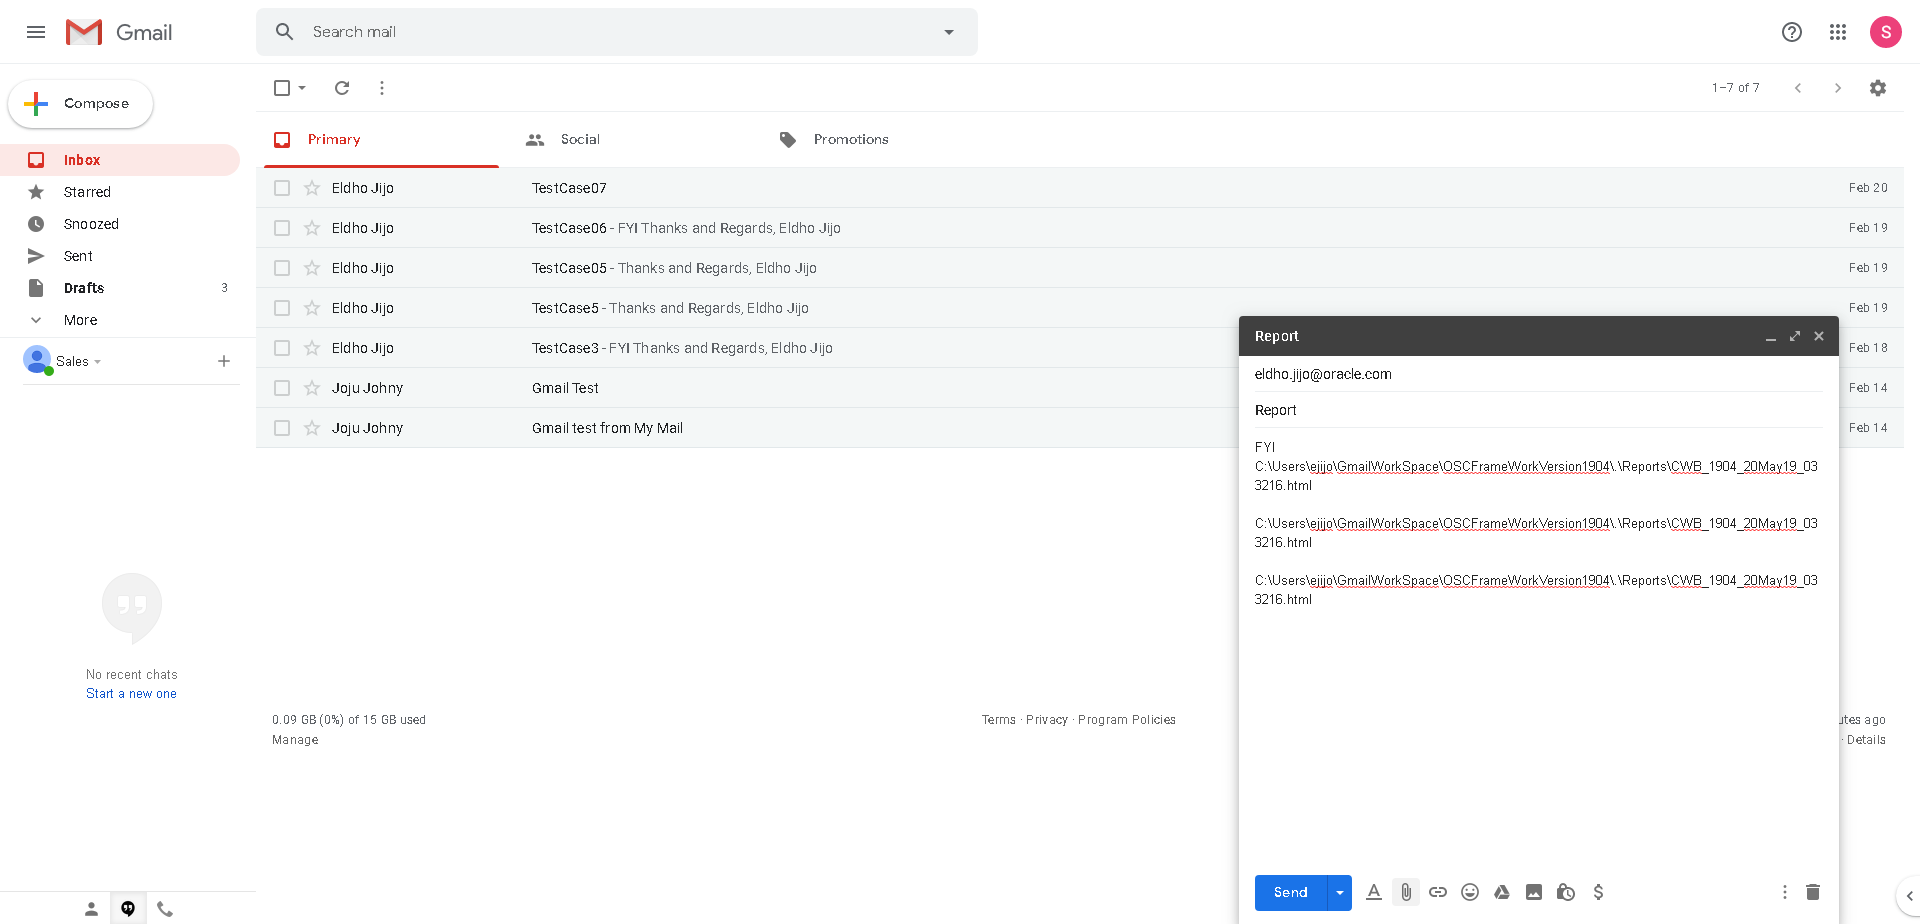 Gmail
Search mail
S
Compose
1–7 of 7
Primary
Social
Promotions
Inbox
Starred
Snoozed
Sent
Drafts 3
More
Sales
No recent chats
Start a new one
Eldho Jijo TestCase07 Feb 20
Eldho Jijo TestCase06 - FYI Thanks and Regards, Eldho Jijo Feb 19
Eldho Jijo TestCase05 - Thanks and Regards, Eldho Jijo Feb 19
Eldho Jijo TestCase5 - Thanks and Regards, Eldho Jijo Feb 19
Eldho Jijo TestCase3 - FYI Thanks and Regards, Eldho Jijo Feb 18
Joju Johny Gmail Test Feb 14
Joju Johny Gmail test from My Mail Feb 14
0.09 GB (0%) of 15 GB used
Manage
Terms · Privacy · Program Policies
ago
· Details
Report
eldho.jijo@oracle.com
Report
FYI
C:\Users\ejijo\GmailWorkSpace\OSCFrameWorkVersion1904\.\Reports\CWB_1904_20May19_03
3216.html
C:\Users\ejijo\GmailWorkSpace\OSCFrameWorkVersion1904\.\Reports\CWB_1904_20May19_03
3216.html
C:\Users\ejijo\GmailWorkSpace\OSCFrameWorkVersion1904\.\Reports\CWB_1904_20May19_03
3216.html
Send